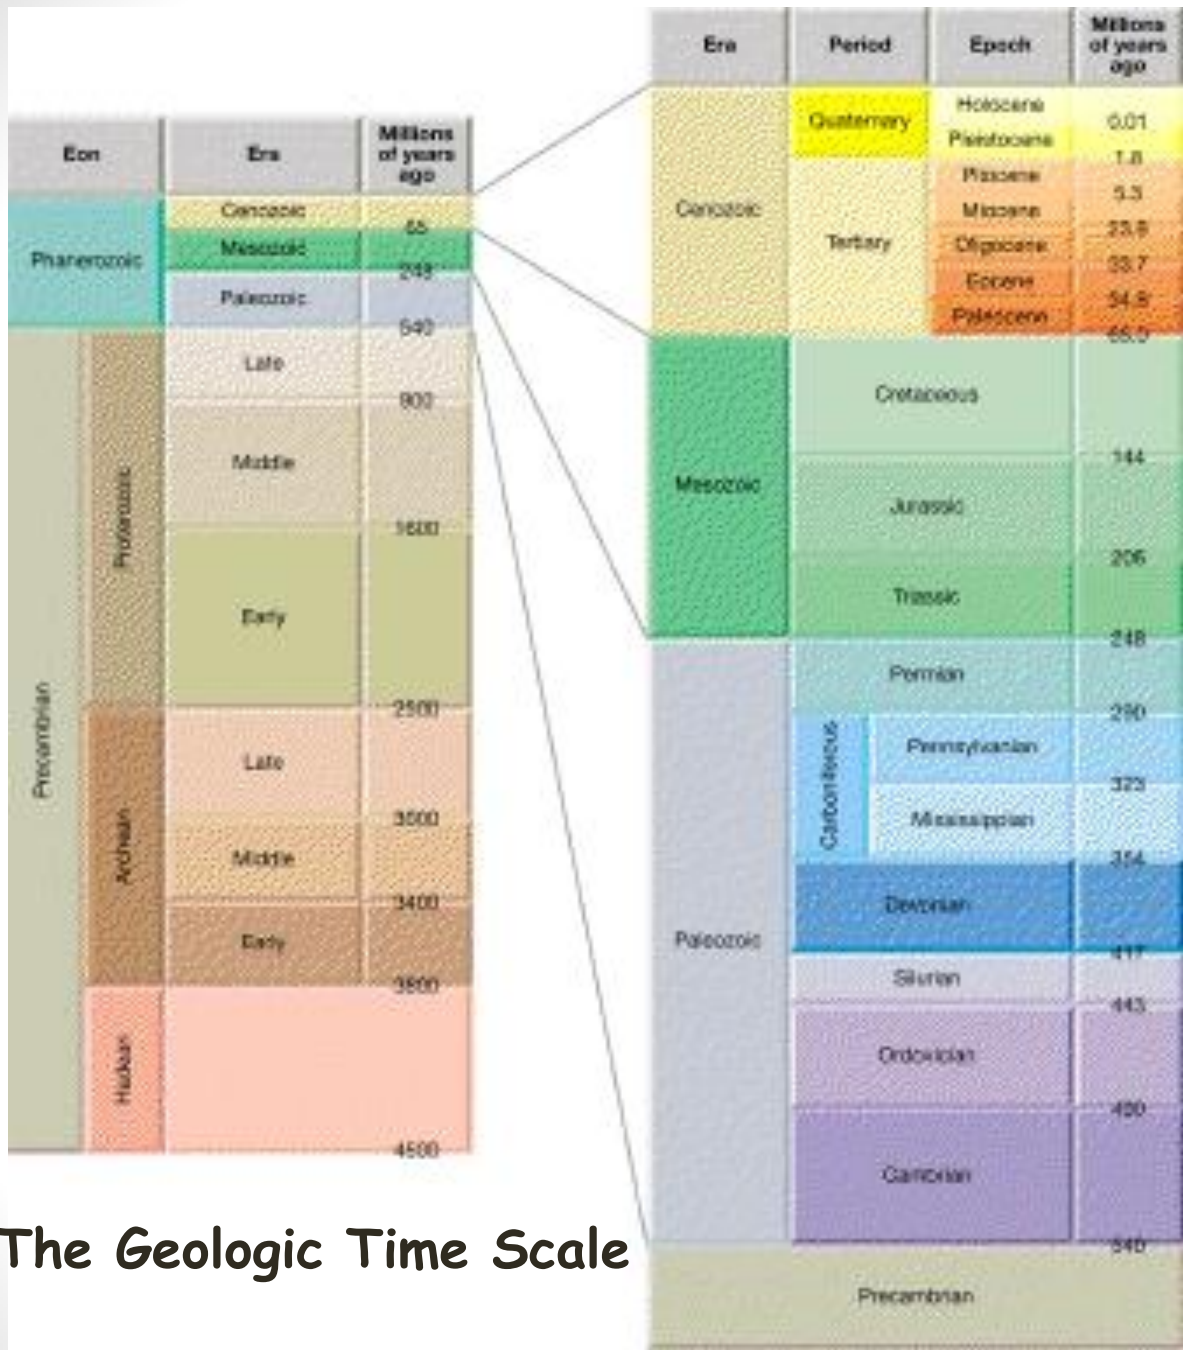 Eon
Era
Millions
of years
ago
Phanerozoic
Cenozoic
65
Mesozoic
248
Paleozoic
540
Precambrian
Proterozoic
Late
900
Middle
1600
Early
2500
Archean
Late
3000
Middle
3400
Early
3800
Hadean
4500
Era
Period
Epoch
Millions
of years
ago
Cenozoic
Quaternary
Holocene
0.01
Pleistocene
1.8
Tertiary
Pliocene
5.3
Miocene
23.8
Oligocene
33.7
Eocene
Paleocene
65.0
Mesozoic
Cretaceous
144
Jurassic
206
Triassic
248
Paleozoic
Permian
290
Carboniferous
Pennsylvanian
323
Mississippian
354
Devonian
417
Silurian
443
Ordovician
490
Cambrian
540
Precambrian
The Geologic Time Scale